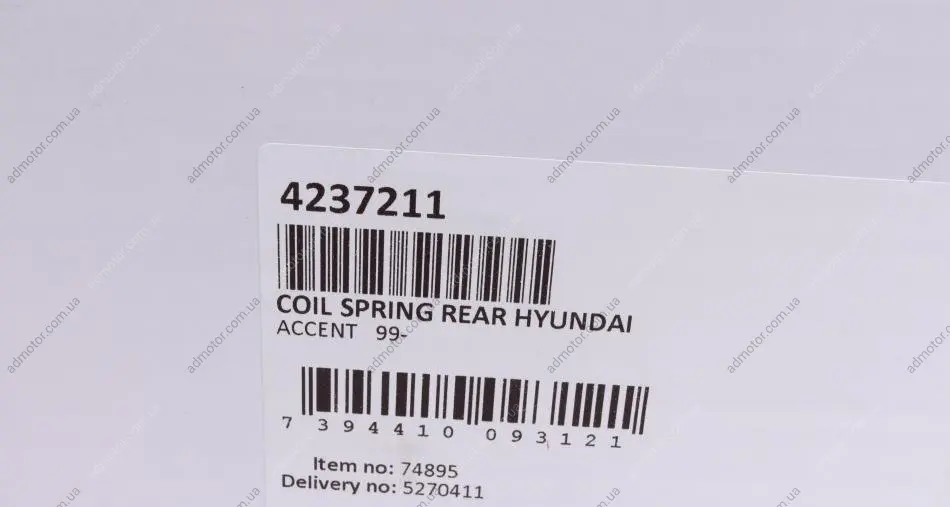 4237211
COIL SPRING REAR HYUNDAI
ACCENT 99-
7 394410 093121
Item no: 74895
Delivery no: 5270411
admotor.com.ua